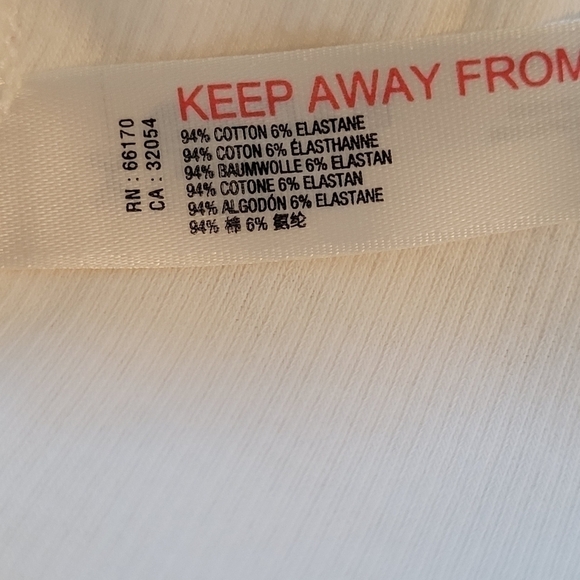 KEEP AWAY FROM
94% COTTON 6% ELASTANE
94% COTON 6% ÉLASTHANNE
94% BAUMWOLLE 6% ELASTAN
94% COTONE 6% ELASTAN
94% ALGODÓN 6% ELASTANE
94% 棉 6% 氨纶
RN : 66170
CA : 32054